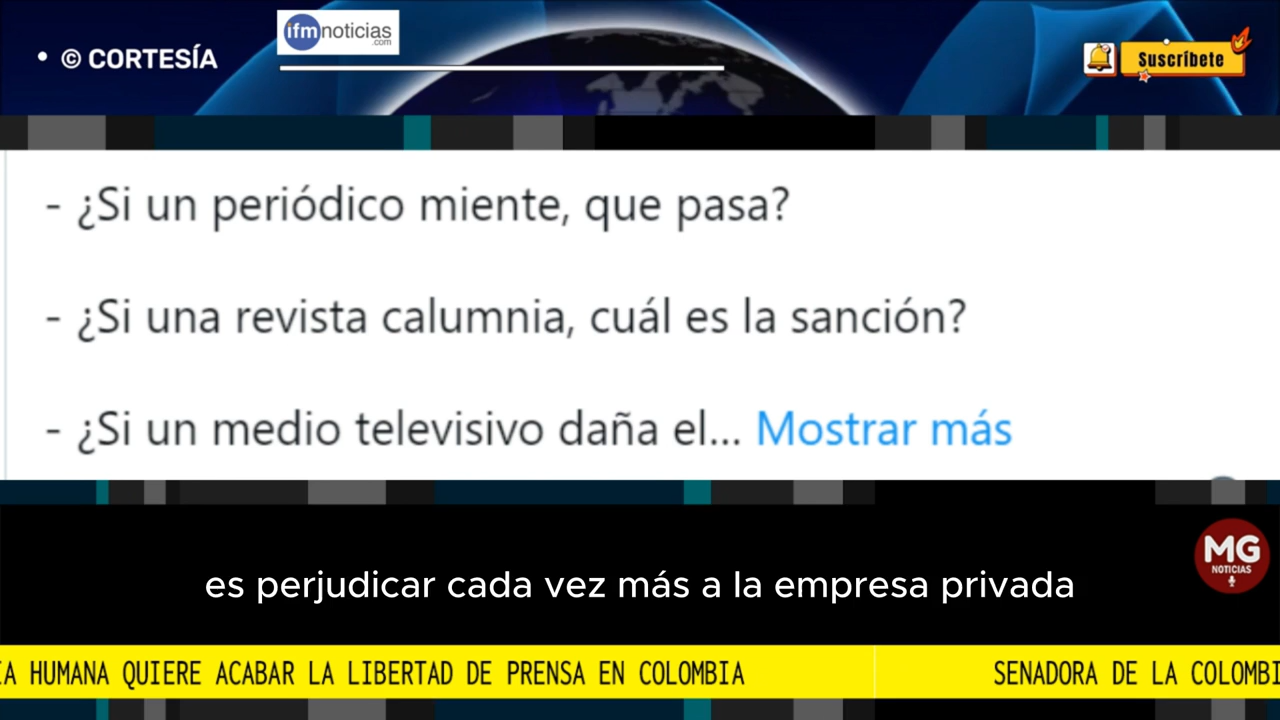 • © CORTESÍA
ifmnoticias
.com
Suscríbete
- ¿Si un periódico miente, que pasa?
- ¿Si una revista calumnia, cuál es la sanción?
- ¿Si un medio televisivo daña el... Mostrar más
MG
NOTICIAS
es perjudicar cada vez más a la empresa privada
IA HUMANA QUIERE ACABAR LA LIBERTAD DE PRENSA EN COLOMBIA
SENADORA DE LA COLOMBI